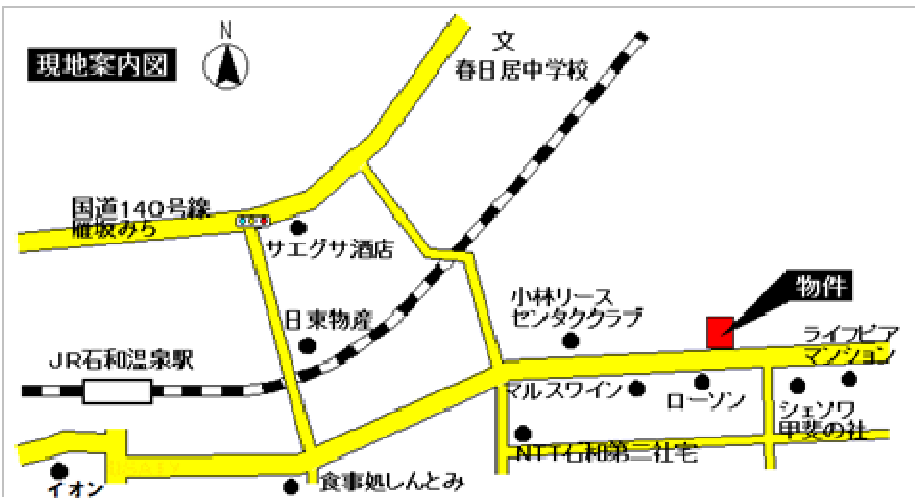 現地案内図
N
文
春日居中学校
国道140号線
雁坂みち
サエグサ酒店
日東物産
JR石和温泉駅
小林リース
センタククラブ
物件
ライフピア
マンション
マルスワイン
ローソン
シェソワ
甲斐の杜
NTT石和第二社宅
食事処しんとみ
イオン